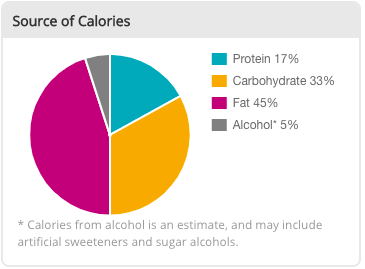 Source of Calories
Protein 17%
Carbohydrate 33%
Fat 45%
Alcohol* 5%
* Calories from alcohol is an estimate, and may include
artificial sweeteners and sugar alcohols.